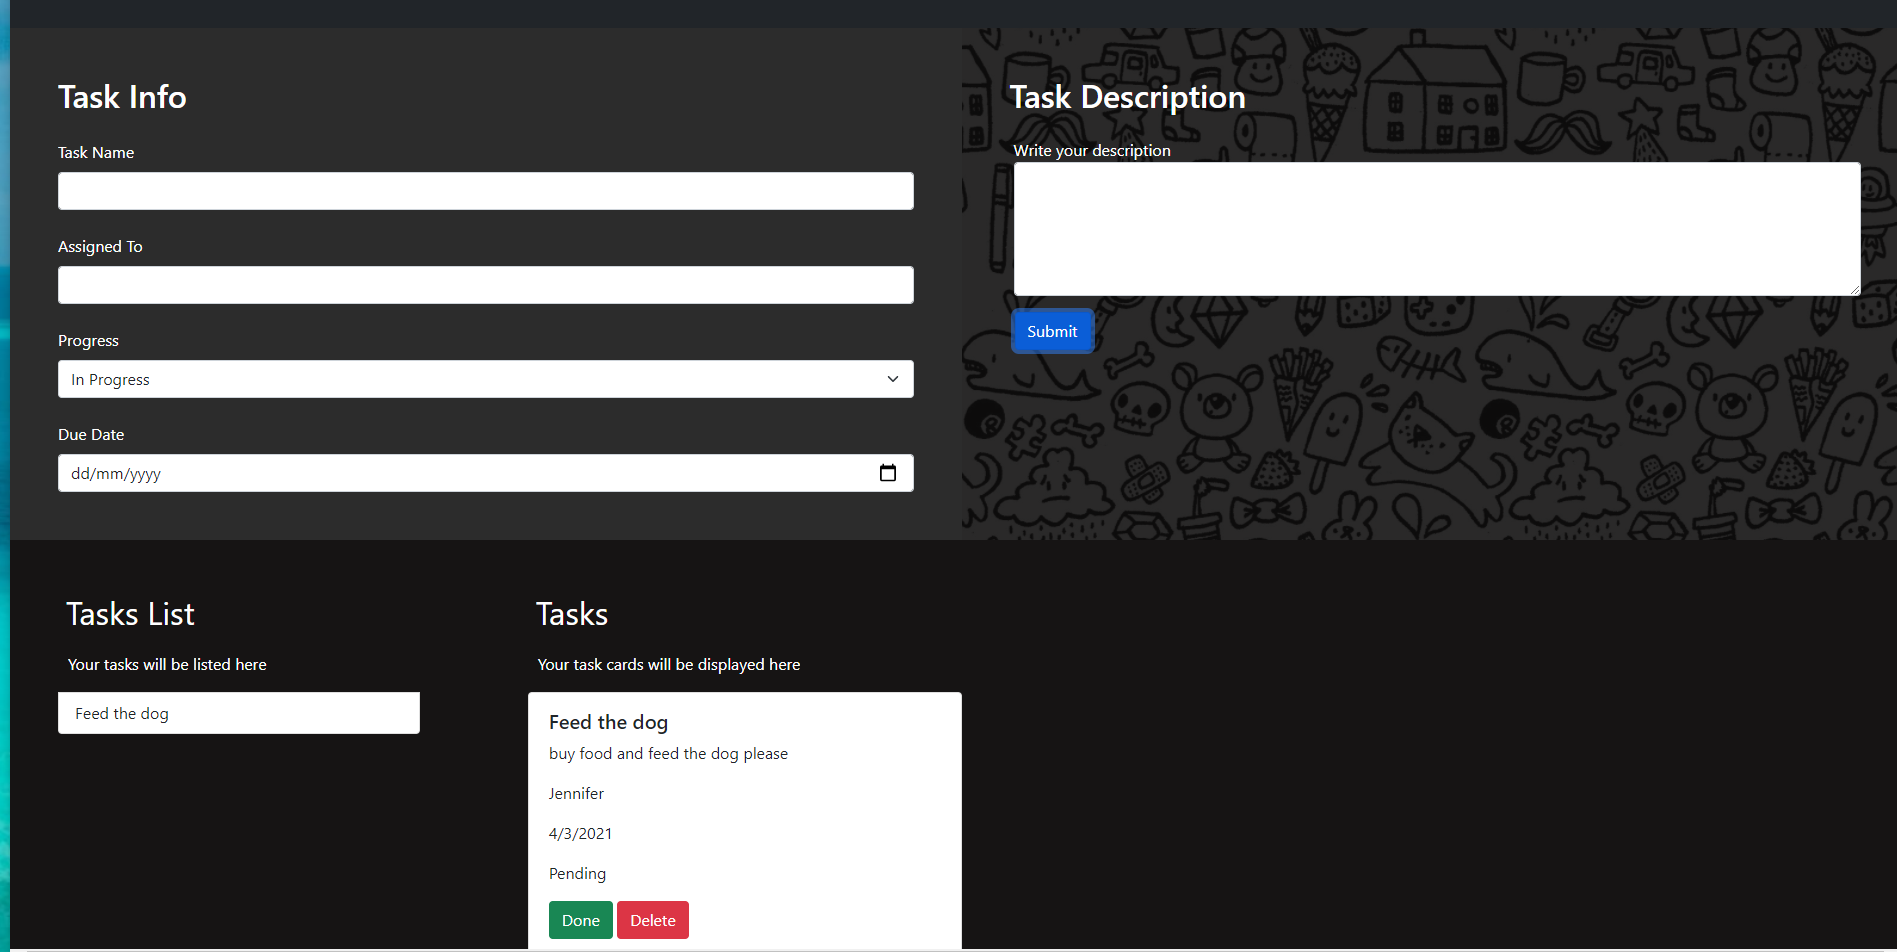 Task Info
Task Name
Assigned To
Progress
In Progress
Due Date
dd/mm/yyyy
Task Description
Write your description
Submit
Tasks List
Your tasks will be listed here
Feed the dog
Tasks
Your task cards will be displayed here
Feed the dog
buy food and feed the dog please
Jennifer
4/3/2021
Pending
Done Delete